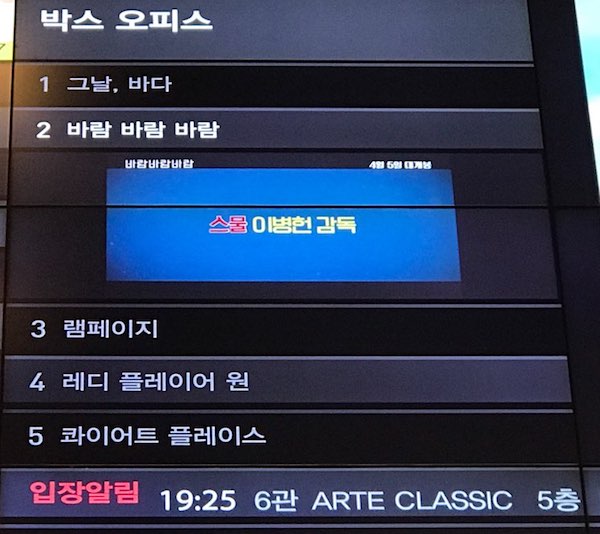 박스 오피스
1 그날, 바다
2 바람 바람 바람
바람바람바람 4월 5일 대개봉
스물 이병헌 감독
3 램페이지
4 레디 플레이어 원
5 콰이어트 플레이스
입장알림 19:25 6관 ARTE CLASSIC 5층